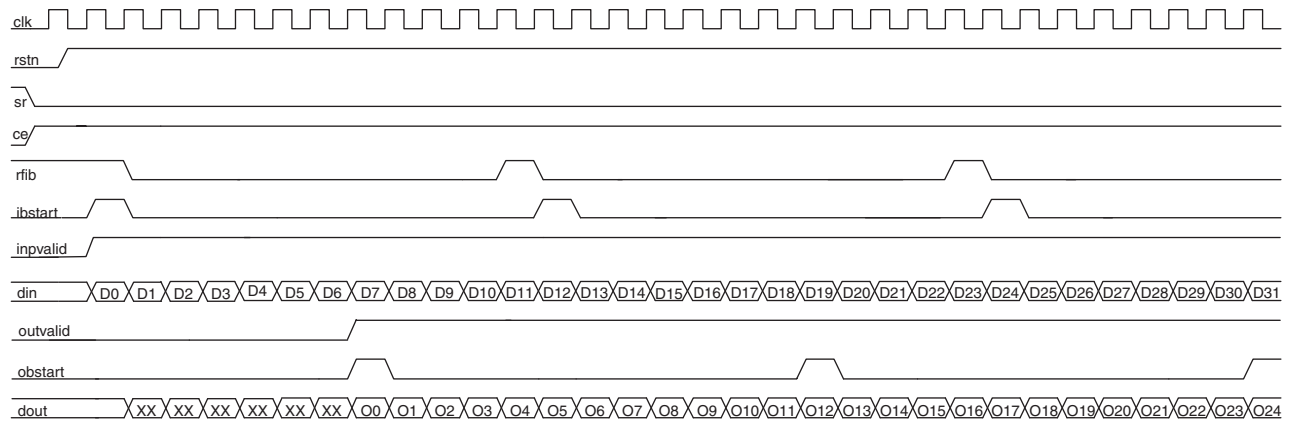 clk
rstn
sr
ce
rfib
ibstart
inpvalid
din D0 D1 D2 D3 D4 D5 D6 D7 D8 D9 D10 D11 D12 D13 D14 D15 D16 D17 D18 D19 D20 D21 D22 D23 D24 D25 D26 D27 D28 D29 D30 D31
outvalid
obstart
dout XX XX XX XX XX XX O0 O1 O2 O3 O4 O5 O6 O7 O8 O9 O10 O11 O12 O13 O14 O15 O16 O17 O18 O19 O20 O21 O22 O23 O24